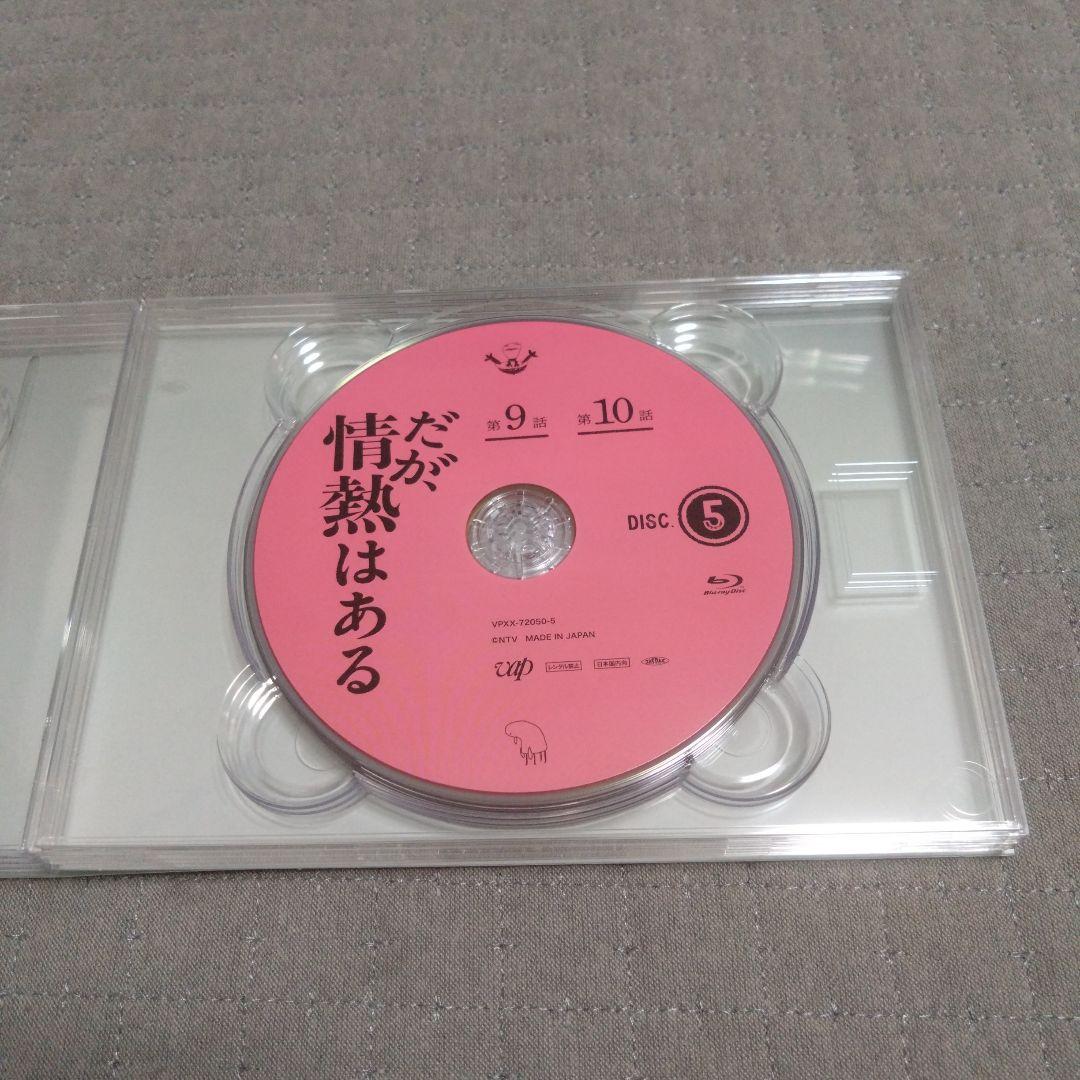 だが、
情熱はある
第9話 第10話
DISC. 5
Blu-ray Disc
VPXX-72050-5
©NTV MADE IN JAPAN
vap レンタル禁止 日本国内向